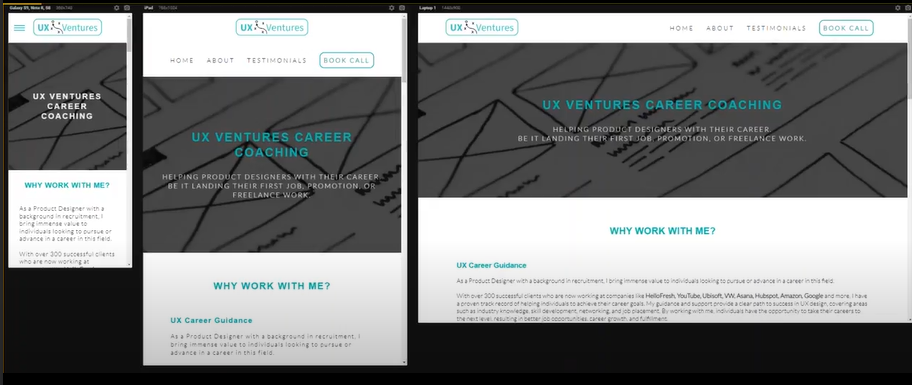 Galaxy S9, Note 8, S8 360x740
UX Ventures
UX VENTURES
CAREER
COACHING
WHY WORK WITH ME?
As a Product Designer with a
background in recruitment, I
bring immense value to
individuals looking to pursue or
advance in a career in this field.
With over 300 successful clients
who are now working at
iPad
UX Ventures
HOME ABOUT TESTIMONIALS BOOK CALL
UX VENTURES CAREER
COACHING
HELPING PRODUCT DESIGNERS WITH THEIR CAREER.
BE IT LANDING THEIR FIRST JOB, PROMOTION, OR
FREELANCE WORK.
WHY WORK WITH ME?
UX Career Guidance
As a Product Designer with a background in
recruitment, I bring immense value to
individuals looking to pursue or
advance in a career in this field.
Laptop 1
UX Ventures
HOME ABOUT TESTIMONIALS BOOK CALL
UX VENTURES CAREER COACHING
HELPING PRODUCT DESIGNERS WITH THEIR CAREER.
BE IT LANDING THEIR FIRST JOB, PROMOTION, OR FREELANCE WORK.
WHY WORK WITH ME?
UX Career Guidance
As a Product Designer with a background in recruitment, I bring immense value to individuals looking to pursue or advance in a career in this field.
With over 300 successful clients who are now working at companies like HelloFresh, YouTube, Ubisoft, VW, Asana, Hubspot, Amazon, Google and more, I have
a proven track record of helping individuals to achieve their career goals. My guidance and support provide a clear path to success in UX design, covering areas
such as industry knowledge, skill development, networking, and job placement. By working with me, individuals have the opportunity to take their careers to
the next level, resulting in better job opportunities, career growth, and fulfillment.